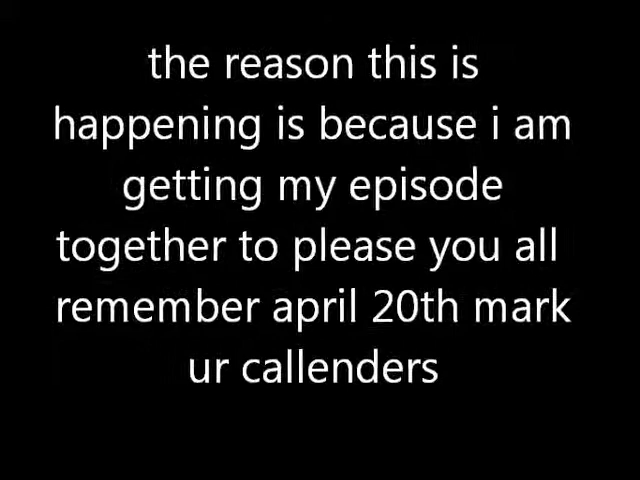 the reason this is
happening is because i am
getting my episode
together to please you all
remember april 20th mark
ur callenders